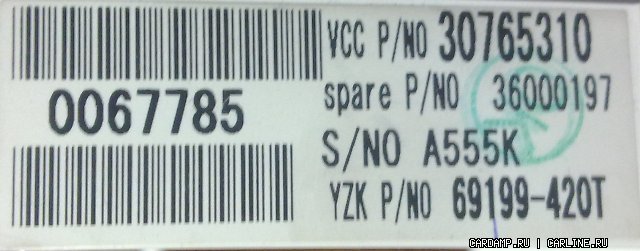 VCC P/NO 30765310
0067785
spare P/NO 36000197
S/NO A555K
YZK P/NO 69199-420T
CARDAMP.RU | CARLINE.RU